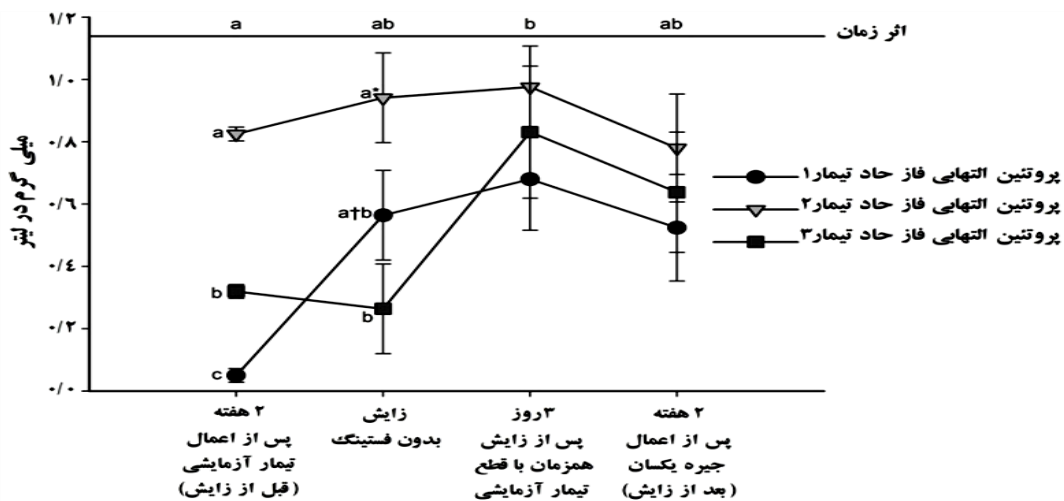 a ab b ab اثر زمان
۱/۲
۱/۰
۰/۸
۰/۶
۰/۴
۰/۲
۰/۰
میلی گرم در لیتر
a
a*
a†b
b
b
c
پروتئین التهابی فاز حاد تیمار۱
پروتئین التهابی فاز حاد تیمار۲
پروتئین التهابی فاز حاد تیمار۳
۲ هفته
پس از اعمال
تیمار آزمایشی
(قبل از زایش)
زایش
بدون فستینگ
۳روز
پس از زایش
همزمان با قطع
تیمار آزمایشی
۲ هفته
پس از اعمال
جیره یکسان
(بعد از زایش)